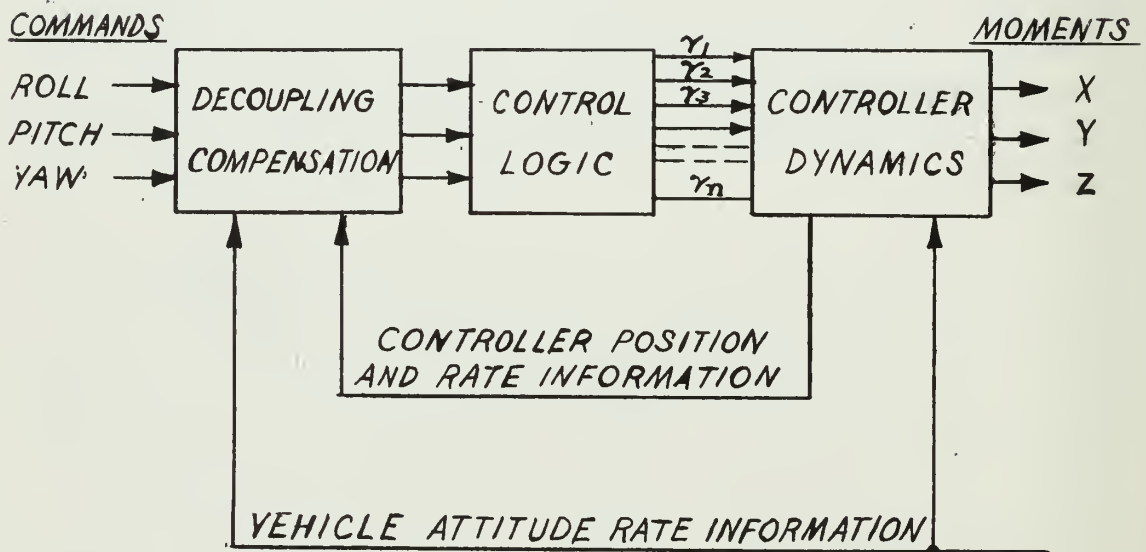 COMMANDS
MOMENTS
ROLL
PITCH
YAW
DECOUPLING
COMPENSATION
CONTROL
LOGIC
γ1
γ2
γ3
γn
CONTROLLER
DYNAMICS
X
Y
Z
CONTROLLER POSITION
AND RATE INFORMATION
VEHICLE ATTITUDE RATE INFORMATION